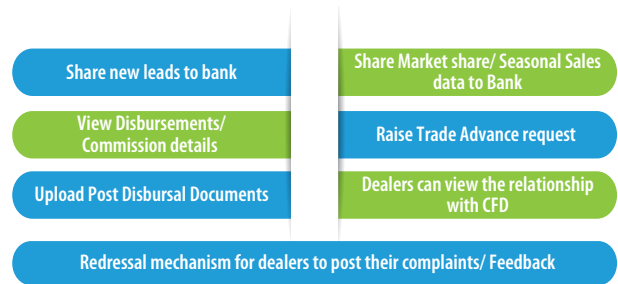 Share new leads to bank
Share Market share/ Seasonal Sales
data to Bank
View Disbursements/
Commission details
Raise Trade Advance request
Upload Post Disbursal Documents
Dealers can view the relationship
with CFD
Redressal mechanism for dealers to post their complaints/ Feedback